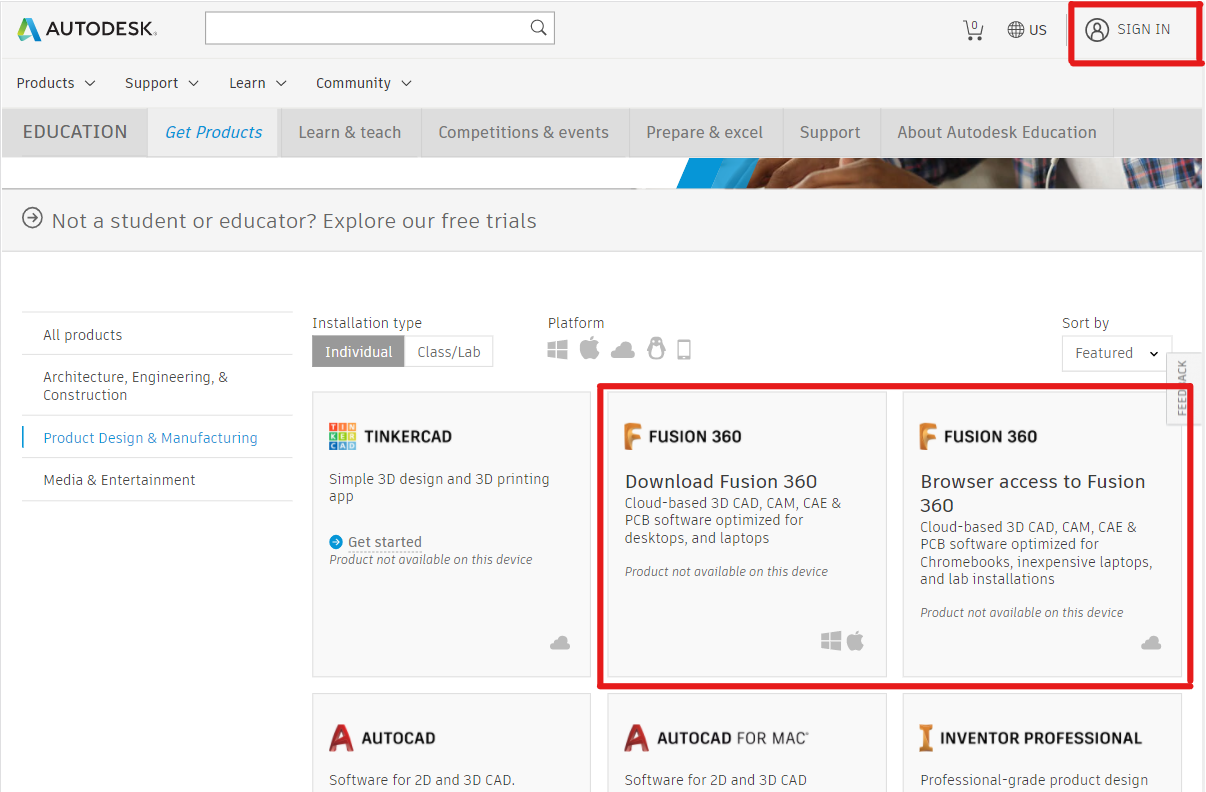 AUTODESK
0
US
SIGN IN
Products
Support
Learn
Community
EDUCATION
Get Products
Learn & teach
Competitions & events
Prepare & excel
Support
About Autodesk Education
Not a student or educator? Explore our free trials
All products
Architecture, Engineering, &
Construction
Product Design & Manufacturing
Media & Entertainment
Installation type
Individual
Class/Lab
Platform
Sort by
Featured
FEEDBACK
TIN
KER
CAD
TINKERCAD
Simple 3D design and 3D printing
app
Get started
Product not available on this device
FUSION 360
Download Fusion 360
Cloud-based 3D CAD, CAM, CAE &
PCB software optimized for
desktops, and laptops
Product not available on this device
FUSION 360
Browser access to Fusion
360
Cloud-based 3D CAD, CAM, CAE &
PCB software optimized for
Chromebooks, inexpensive laptops,
and lab installations
Product not available on this device
AUTOCAD
Software for 2D and 3D CAD.
AUTOCAD FOR MAC
Software for 2D and 3D CAD
INVENTOR PROFESSIONAL
Professional-grade product design